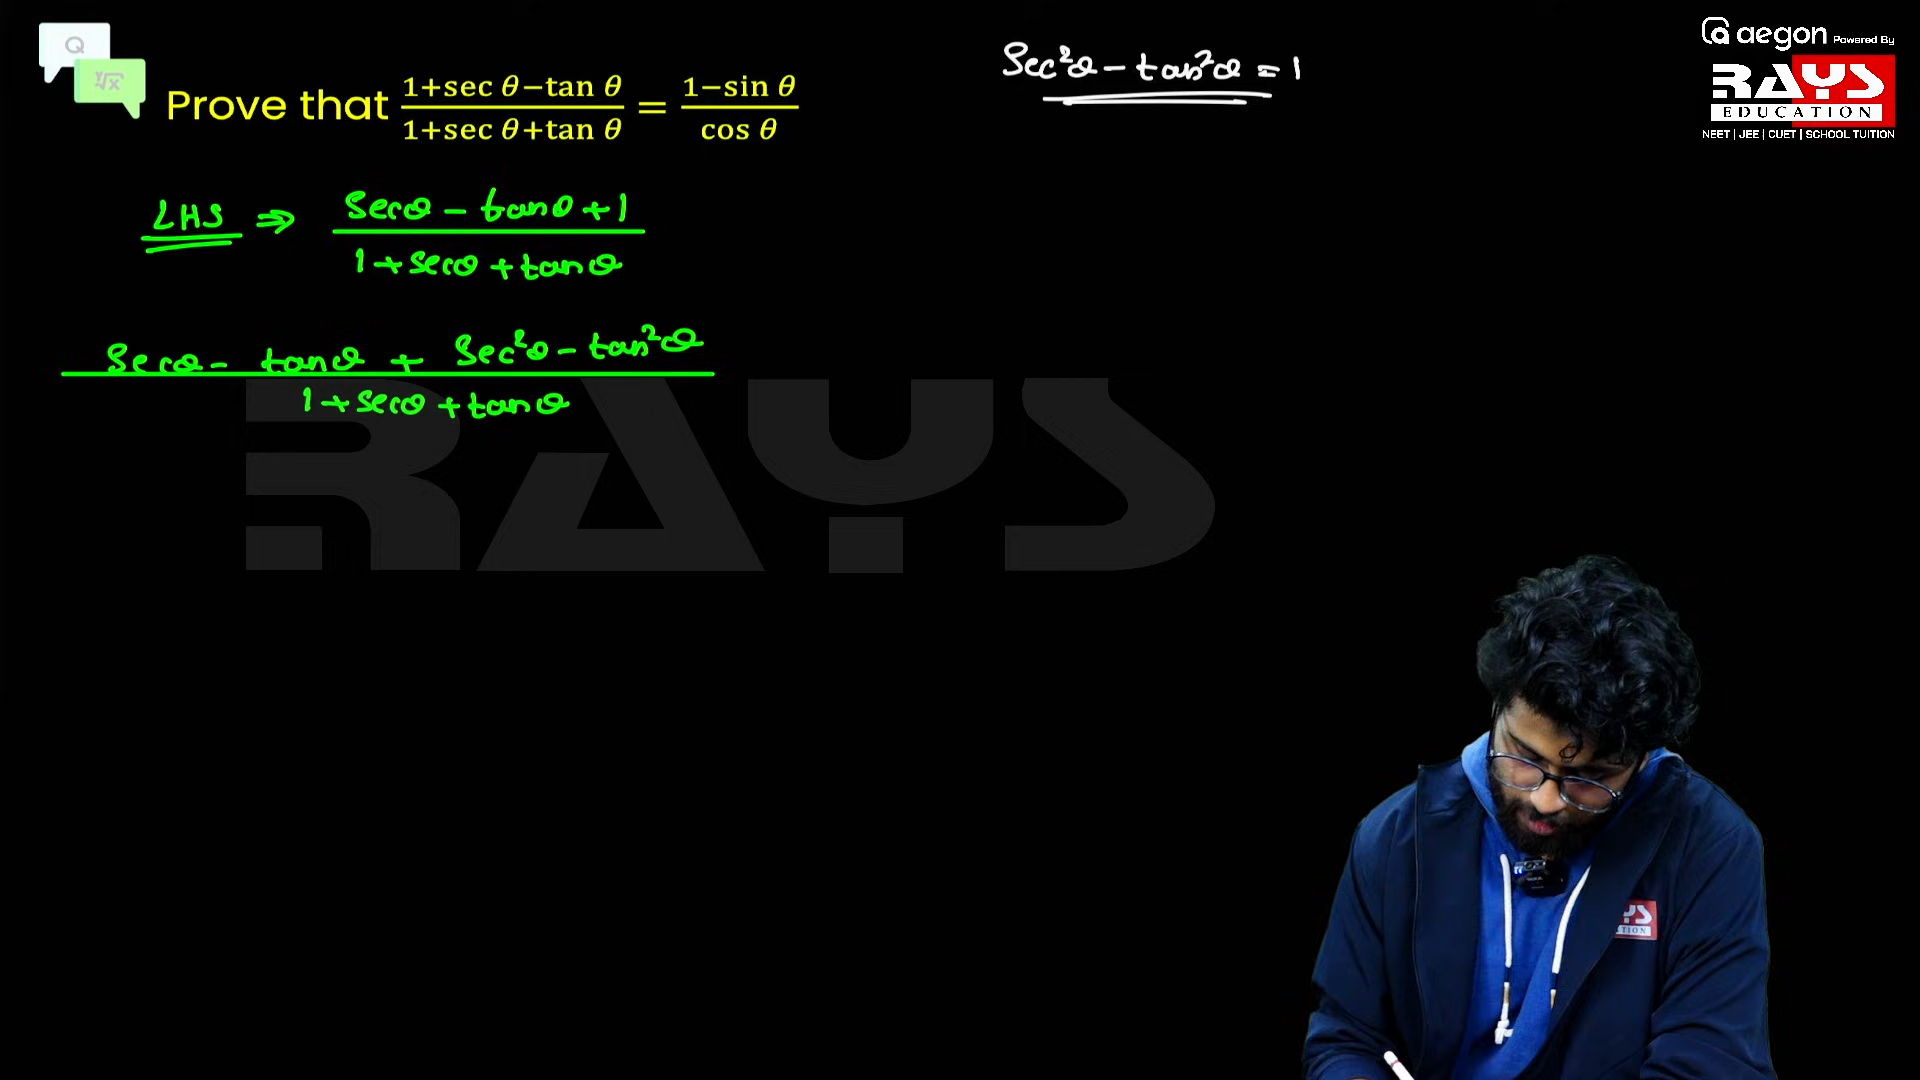 Q
√x
Prove that (1+sec θ−tan θ)/(1+sec θ+tan θ) = (1−sin θ)/(cos θ)
Sec²θ − tan²θ = 1
aegon Powered By
RAYS
EDUCATION
NEET | JEE | CUET | SCHOOL TUITION
LHS ⇒ (Secθ − tanθ + 1)/(1 + Secθ + tanθ)
(Secθ − tanθ + Sec²θ − tan²θ)/(1 + Secθ + tanθ)
RAYS
YS
TION